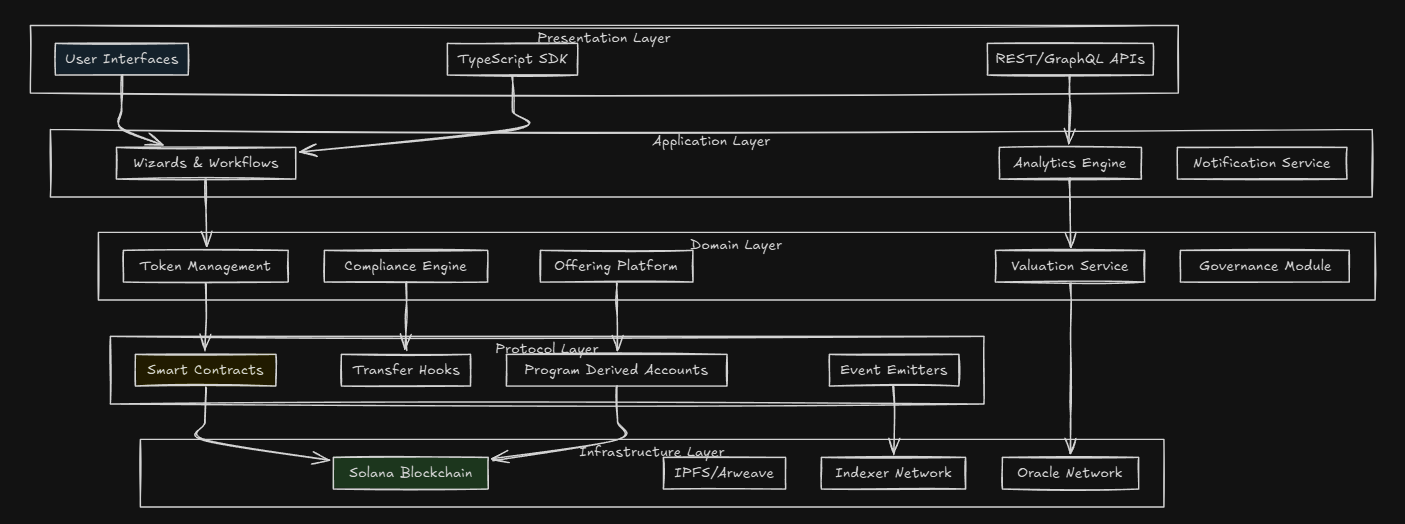 Presentation Layer
User Interfaces
TypeScript SDK
REST/GraphQL APIs
Application Layer
Wizards & Workflows
Analytics Engine
Notification Service
Domain Layer
Token Management
Compliance Engine
Offering Platform
Valuation Service
Governance Module
Protocol Layer
Smart Contracts
Transfer Hooks
Program Derived Accounts
Event Emitters
Infrastructure Layer
Solana Blockchain
IPFS/Arweave
Indexer Network
Oracle Network